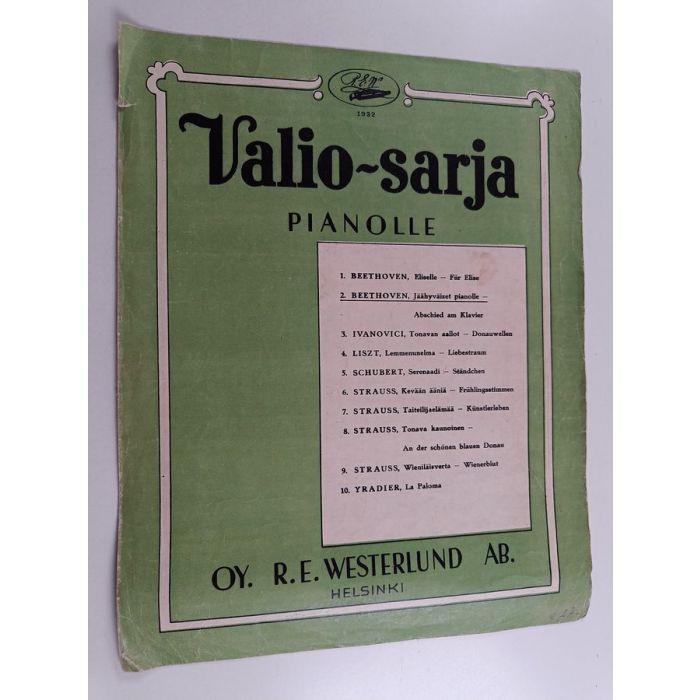 REW
1932
Valio-sarja
PIANOLLE
1. BEETHOVEN, Eliselle – Für Elise
2. BEETHOVEN, Jäähyväiset pianolle –
Abschied am Klavier
3. IVANOVICI, Tonavan aallot – Donauwellen
4. LISZT, Lemmenunelma – Liebestraum
5. SCHUBERT, Serenaadi – Ständchen
6. STRAUSS, Kevään ääniä – Frühlingsstimmen
7. STRAUSS, Taiteilijaelämää – Künstlerleben
8. STRAUSS, Tonava kaunoinen –
An der schönen blauen Donau
9. STRAUSS, Wieniläisverta – Wienerblut
10. YRADIER, La Paloma
OY. R. E. WESTERLUND AB.
HELSINKI